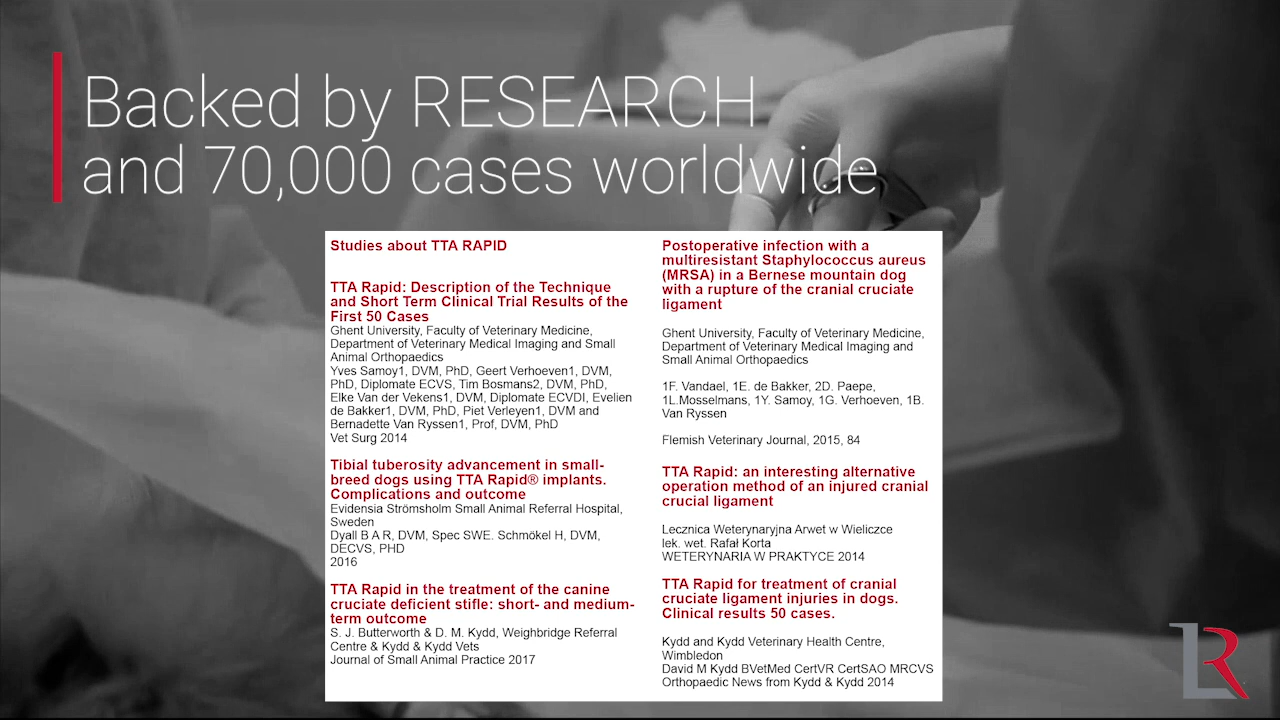 Backed by RESEARCH
and 70,000 cases worldwide
Studies about TTA RAPID
TTA Rapid: Description of the Technique
and Short Term Clinical Trial Results of the
First 50 Cases
Ghent University, Faculty of Veterinary Medicine,
Department of Veterinary Medical Imaging and Small
Animal Orthopaedics
Yves Samoy1, DVM, PhD, Geert Verhoeven1, DVM,
PhD, Diplomate ECVS, Tim Bosmans2, DVM, PhD,
Elke Van der Vekens1, DVM, Diplomate ECVDI, Evelien
de Bakker1, DVM, PhD, Piet Verleyen1, DVM and
Bernadette Van Ryssen1, Prof, DVM, PhD
Vet Surg 2014
Tibial tuberosity advancement in small-
breed dogs using TTA Rapid® implants.
Complications and outcome
Evidensia Strömsholm Small Animal Referral Hospital,
Sweden
Dyall B A R, DVM, Spec SWE. Schmökel H, DVM,
DECVS, PHD
2016
TTA Rapid in the treatment of the canine
cruciate deficient stifle: short- and medium-
term outcome
S. J. Butterworth & D. M. Kydd, Weighbridge Referral
Centre & Kydd & Kydd Vets
Journal of Small Animal Practice 2017
Postoperative infection with a
multiresistant Staphylococcus aureus
(MRSA) in a Bernese mountain dog
with a rupture of the cranial cruciate
ligament
Ghent University, Faculty of Veterinary Medicine,
Department of Veterinary Medical Imaging and
Small Animal Orthopaedics
1F. Vandael, 1E. de Bakker, 2D. Paepe,
1L.Mosselmans, 1Y. Samoy, 1G. Verhoeven, 1B.
Van Ryssen
Flemish Veterinary Journal, 2015, 84
TTA Rapid: an interesting alternative
operation method of an injured cranial
crucial ligament
Lecznica Weterynaryjna Arwet w Wieliczce
lek. wet. Rafał Korta
WETERYNARIA W PRAKTYCE 2014
TTA Rapid for treatment of cranial
cruciate ligament injuries in dogs.
Clinical results 50 cases.
Kydd and Kydd Veterinary Health Centre,
Wimbledon
David M Kydd BVetMed CertVR CertSAO MRCVS
Orthopaedic News from Kydd & Kydd 2014
LR